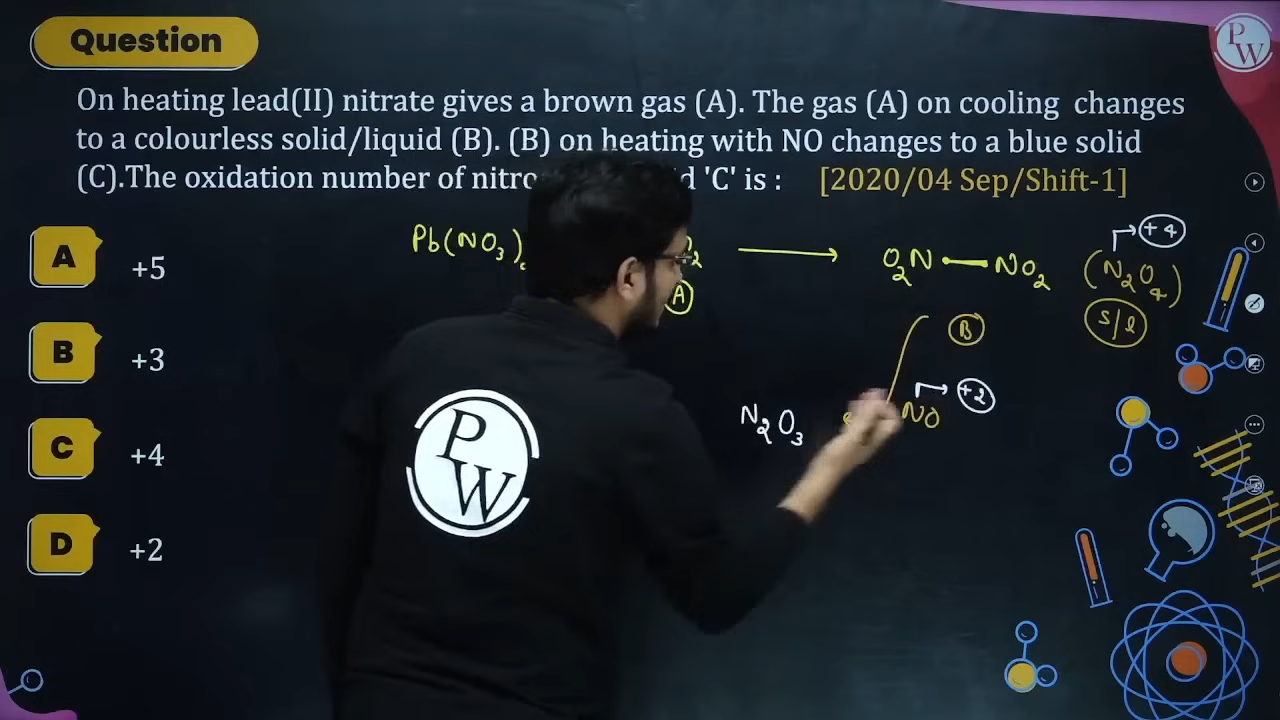 Question
P
W
On heating lead(II) nitrate gives a brown gas (A). The gas (A) on cooling changes
to a colourless solid/liquid (B). (B) on heating with NO changes to a blue solid
(C).The oxidation number of 'C' is : [2020/04 Sep/Shift-1]
A +5
B +3
C +4
D +2
Pb(NO₃) ₂ ⟶ O₂N — NO₂ (N₂O₄) → +4
A
B
s/l
N₂O₃ NO → +2
P
W